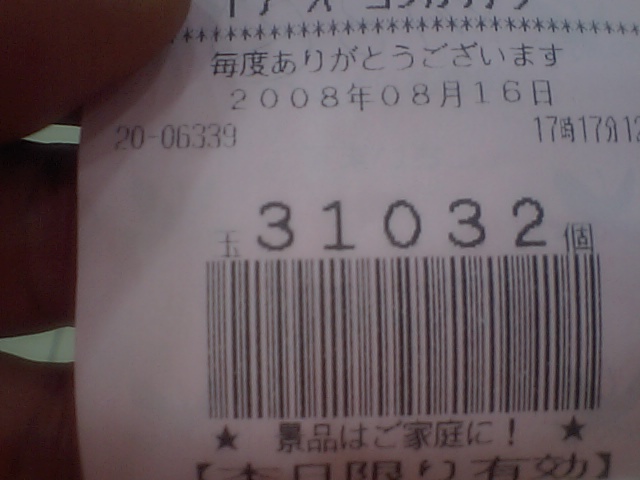 ************************************
毎度ありがとうございます
2008年08月16日
20-06339 17時17分12
玉 31032 個
★ 景品はご家庭に! ★
【本日限り有効】